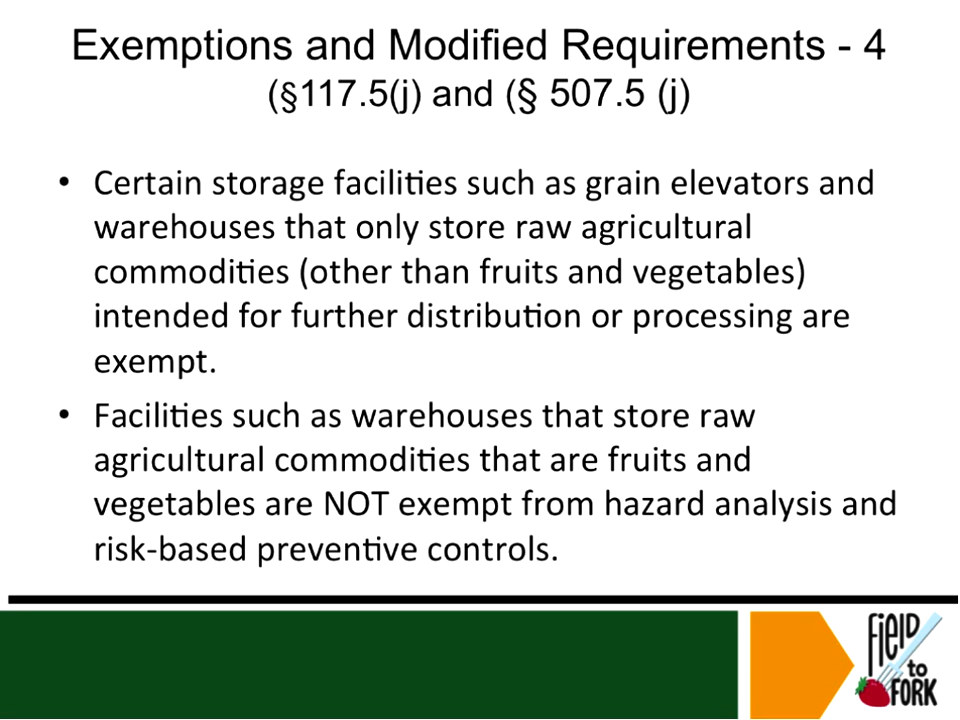 Exemptions and Modified Requirements - 4
(§117.5(j) and (§ 507.5 (j)
• Certain storage facilities such as grain elevators and
warehouses that only store raw agricultural
commodities (other than fruits and vegetables)
intended for further distribution or processing are
exempt.
• Facilities such as warehouses that store raw
agricultural commodities that are fruits and
vegetables are NOT exempt from hazard analysis and
risk-based preventive controls.
FielD
to
FORK